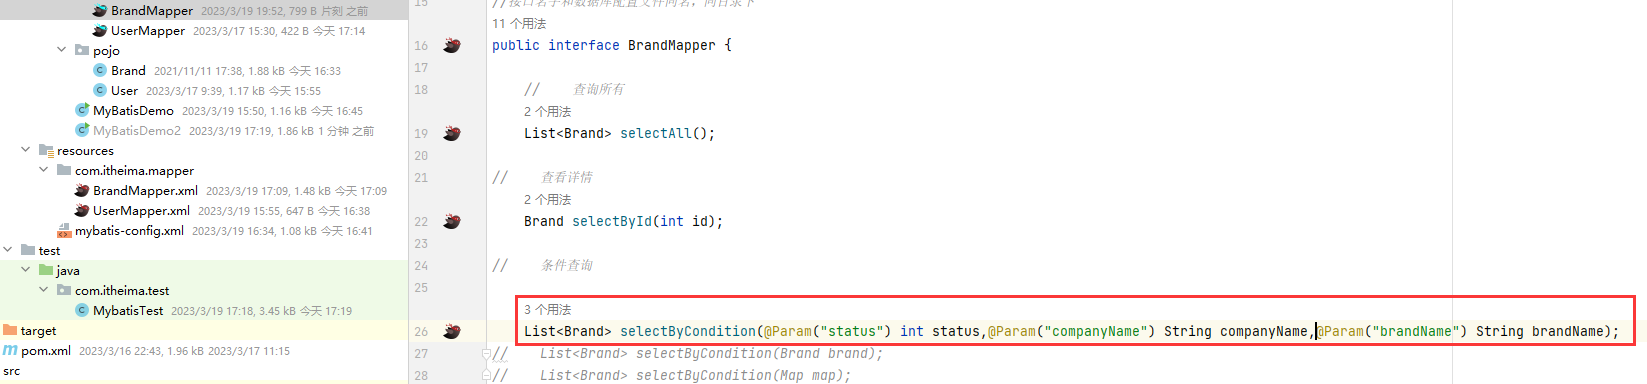 BrandMapper 2023/3/19 19:52, 799 B 片刻 之前
UserMapper 2023/3/17 15:30, 422 B 今天 17:14
pojo
Brand 2021/11/11 17:38, 1.88 kB 今天 16:33
User 2023/3/17 9:39, 1.17 kB 今天 15:55
MyBatisDemo 2023/3/19 15:50, 1.16 kB 今天 16:45
MyBatisDemo2 2023/3/19 17:19, 1.86 kB 1 分钟 之前
resources
com.itheima.mapper
BrandMapper.xml 2023/3/19 17:09, 1.48 kB 今天 17:09
UserMapper.xml 2023/3/19 15:55, 647 B 今天 16:38
mybatis-config.xml 2023/3/19 16:34, 1.08 kB 今天 16:41
test
java
com.itheima.test
MybatisTest 2023/3/19 17:18, 3.45 kB 今天 17:19
target
pom.xml 2023/3/16 22:43, 1.96 kB 2023/3/17 11:15
src
15 //接口名字和数据库配置文件同名，同目录下
11 个用法
16 public interface BrandMapper {
17
18 // 查询所有
2 个用法
19 List<Brand> selectAll();
20
21 // 查看详情
2 个用法
22 Brand selectById(int id);
23
24 // 条件查询
25
3 个用法
26 List<Brand> selectByCondition(@Param("status") int status,@Param("companyName") String companyName,@Param("brandName") String brandName);
27 // List<Brand> selectByCondition(Brand brand);
28 // List<Brand> selectByCondition(Map map);